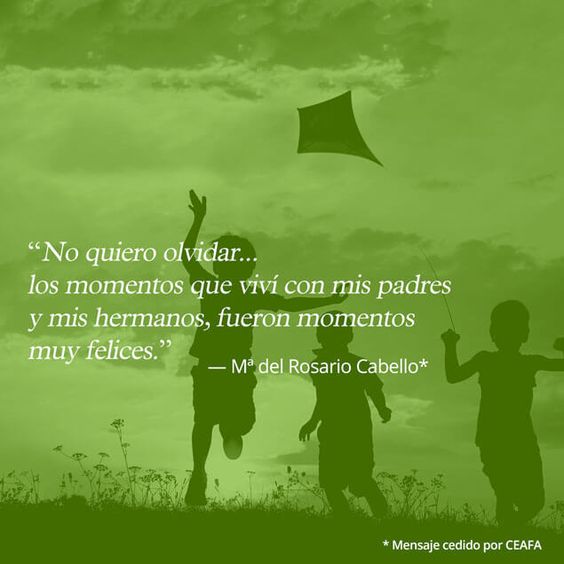 “No quiero olvidar...
los momentos que viví con mis padres
y mis hermanos, fueron momentos
muy felices.”
— Mª del Rosario Cabello*
* Mensaje cedido por CEAFA